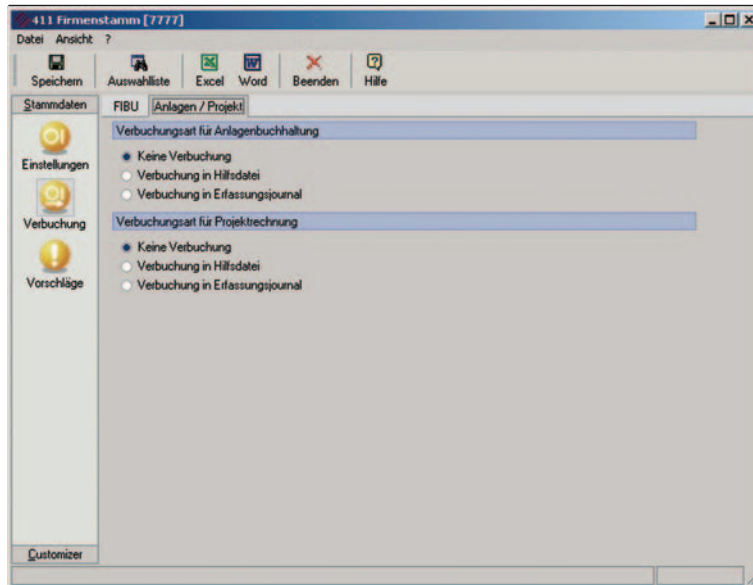 411 Firmenstamm [7777]
Datei Ansicht ?
Speichern Auswahlliste Excel Word Beenden Hilfe
Stammdaten
FIBU Anlagen / Projekt
Verbuchungsart für Anlagenbuchhaltung
Keine Verbuchung
Verbuchung in Hilfsdatei
Verbuchung in Erfassungsjournal
Verbuchungsart für Projektrechnung
Keine Verbuchung
Verbuchung in Hilfsdatei
Verbuchung in Erfassungsjournal
Einstellungen
Verbuchung
Vorschläge
Customizer